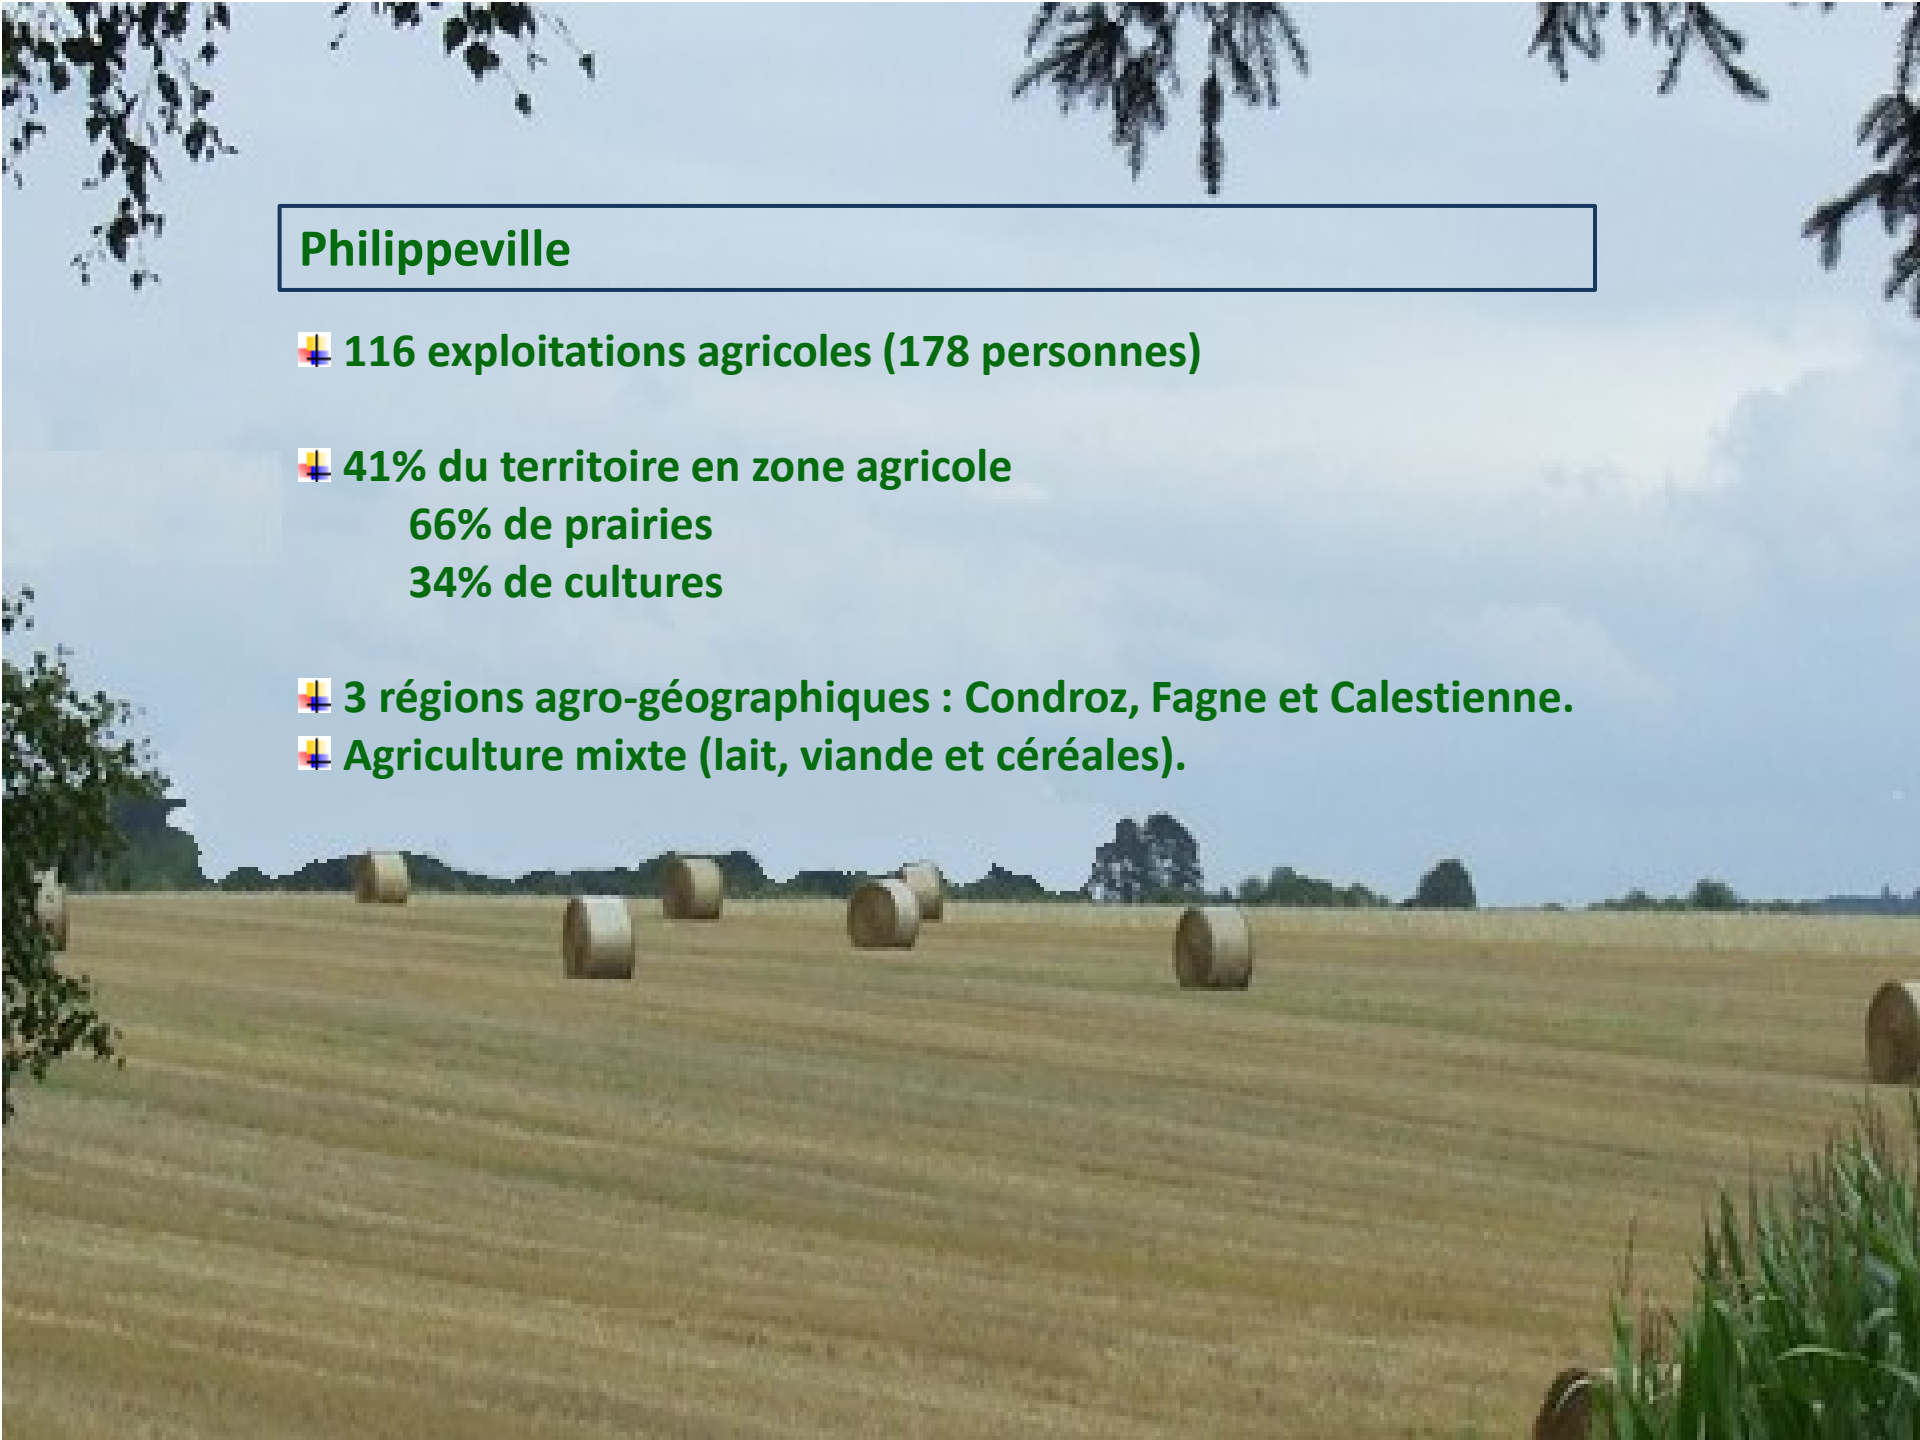 Philippeville
116 exploitations agricoles (178 personnes)
41% du territoire en zone agricole
66% de prairies
34% de cultures
3 régions agro-géographiques : Condroz, Fagne et Calestienne.
Agriculture mixte (lait, viande et céréales).